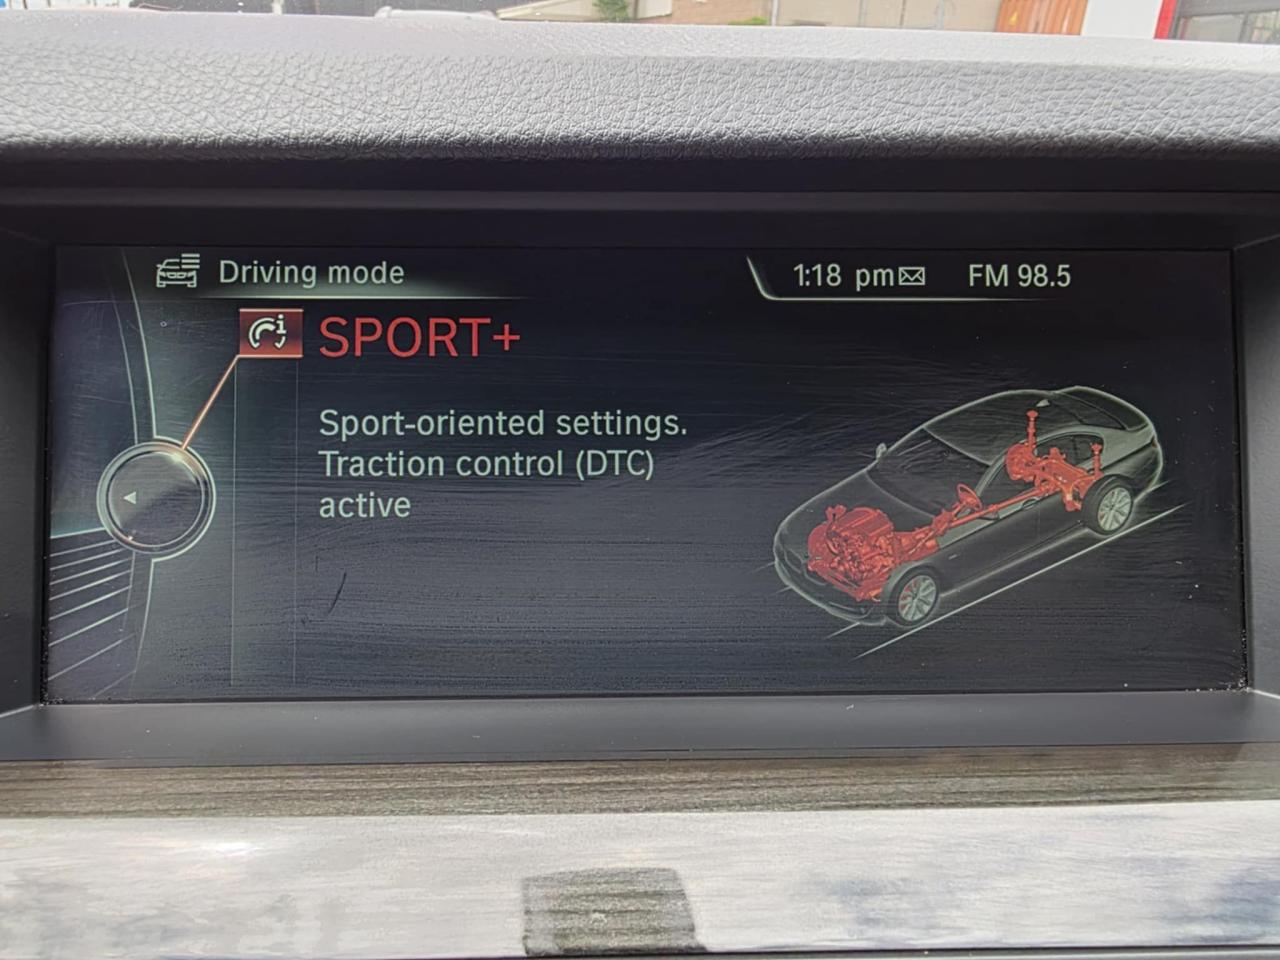 Driving mode
1:18 pm FM 98.5
SPORT+
Sport-oriented settings.
Traction control (DTC)
active